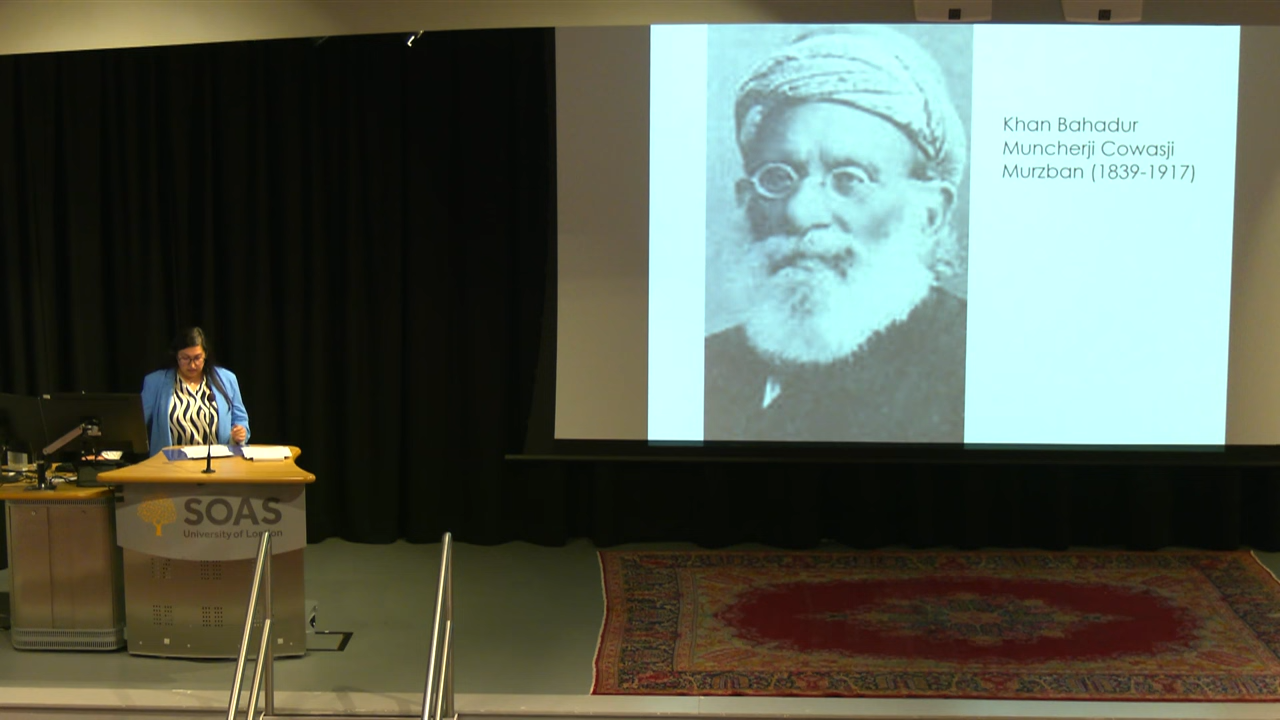 Khan Bahadur
Muncherji Cowasji
Murzban (1839-1917)
SOAS
University of London